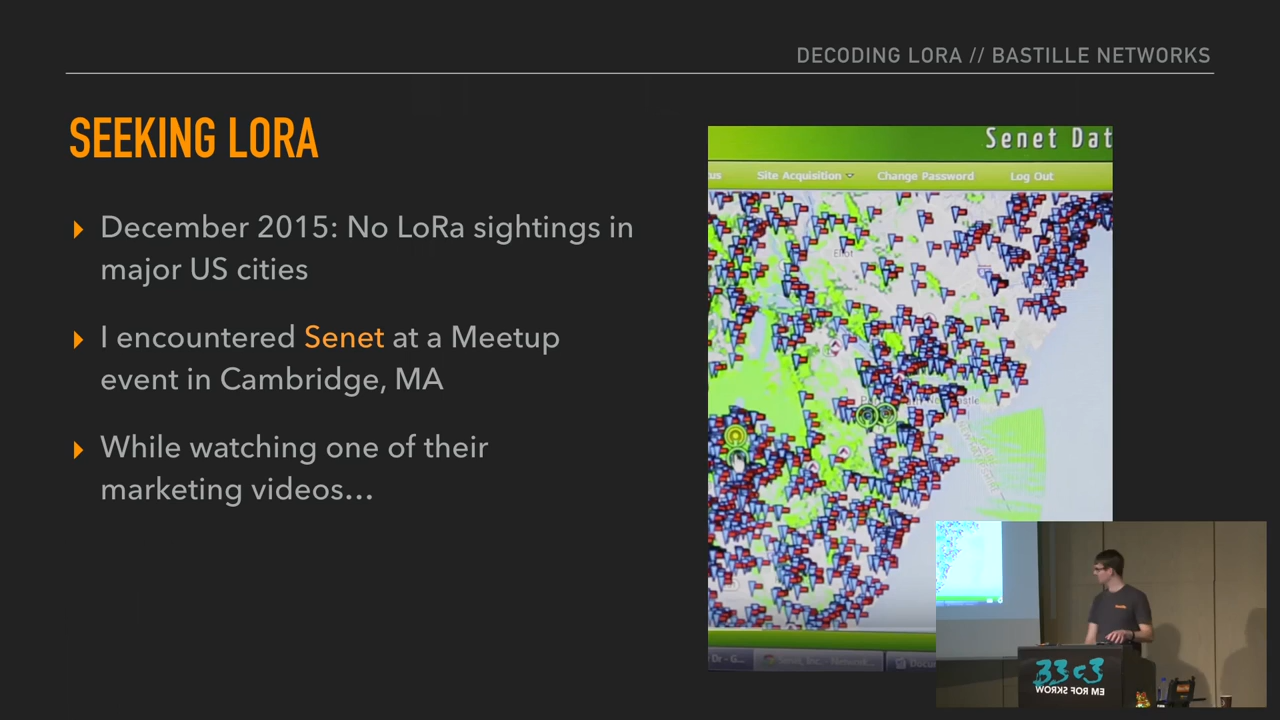 DECODING LORA // BASTILLE NETWORKS
SEEKING LORA
December 2015: No LoRa sightings in
major US cities
I encountered Senet at a Meetup
event in Cambridge, MA
While watching one of their
marketing videos…
Senet Dat
tus Site Acquisition Change Password Log Out
Eliot
33c3
WORKS FOR ME